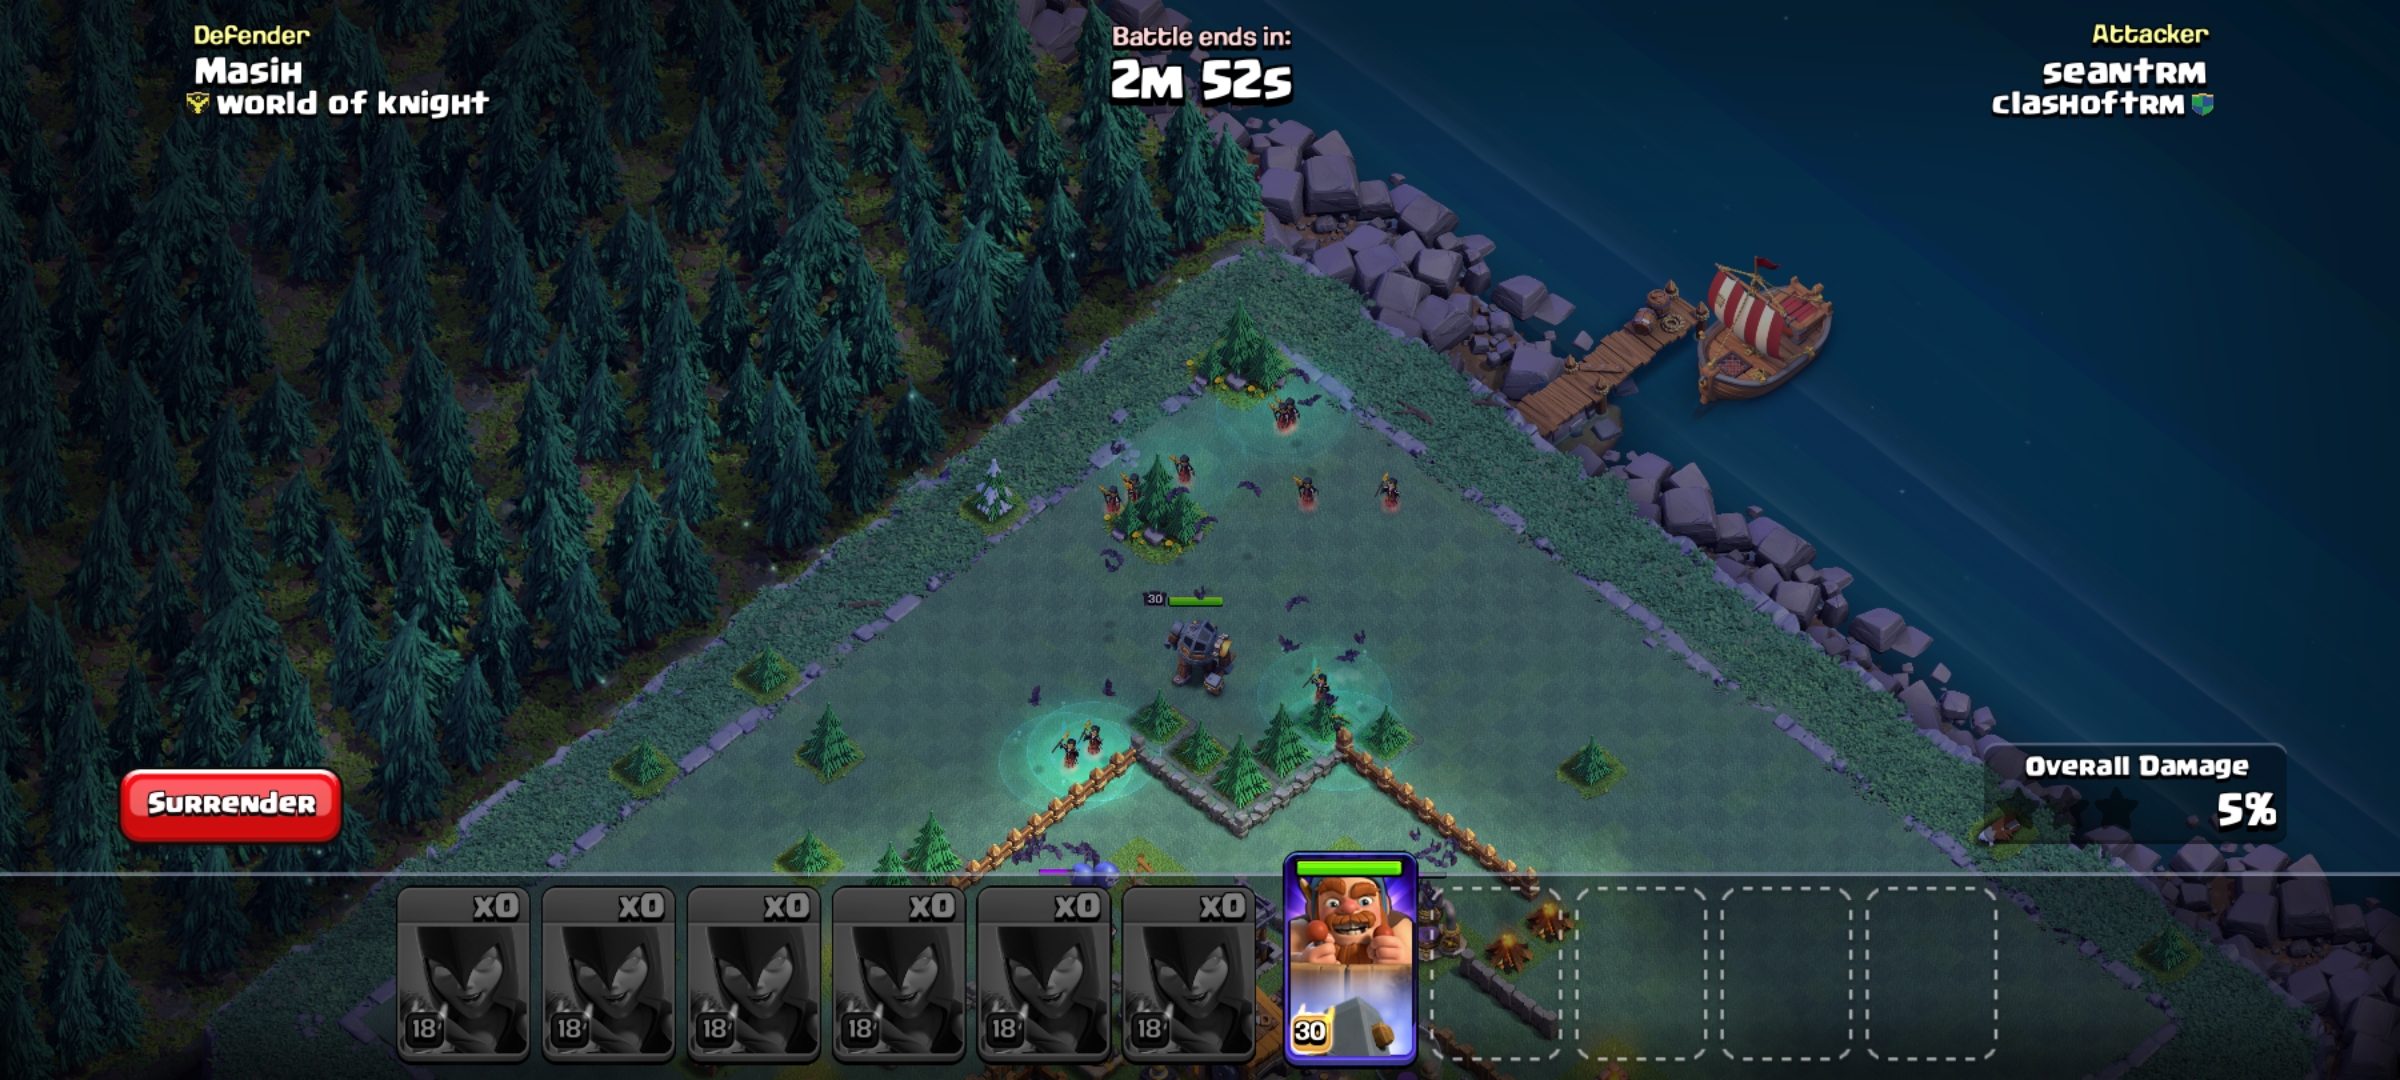 Defender
Masih
world of knight
Battle ends in:
2M 52s
Attacker
seantrm
clashoftrm
30
Surrender
Overall Damage
5%
x0 x0 x0 x0 x0 x0
18 18 18 18 18 18 30